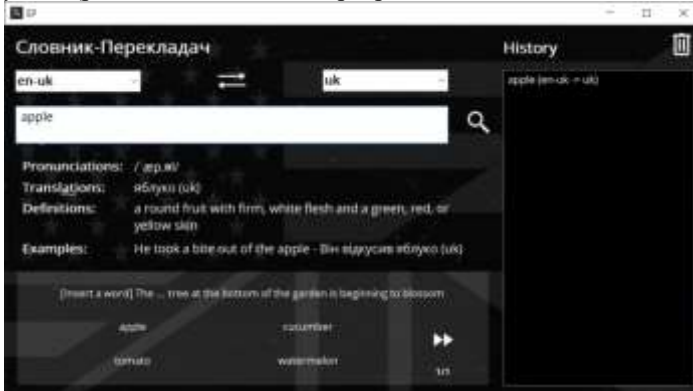 EP
Словник-Перекладач
History
en-uk
uk
apple (en-uk -> uk)
apple
Pronunciations: /ˈæp.əl/
Translations: яблуко (uk)
Definitions: a round fruit with firm, white flesh and a green, red, or
yellow skin
Examples: He took a bite out of the apple - Він відкусив яблуко (uk)
[Insert a word] The ... tree at the bottom of the garden is beginning to blossom
apple
cucumber
tomato
watermelon
1/1